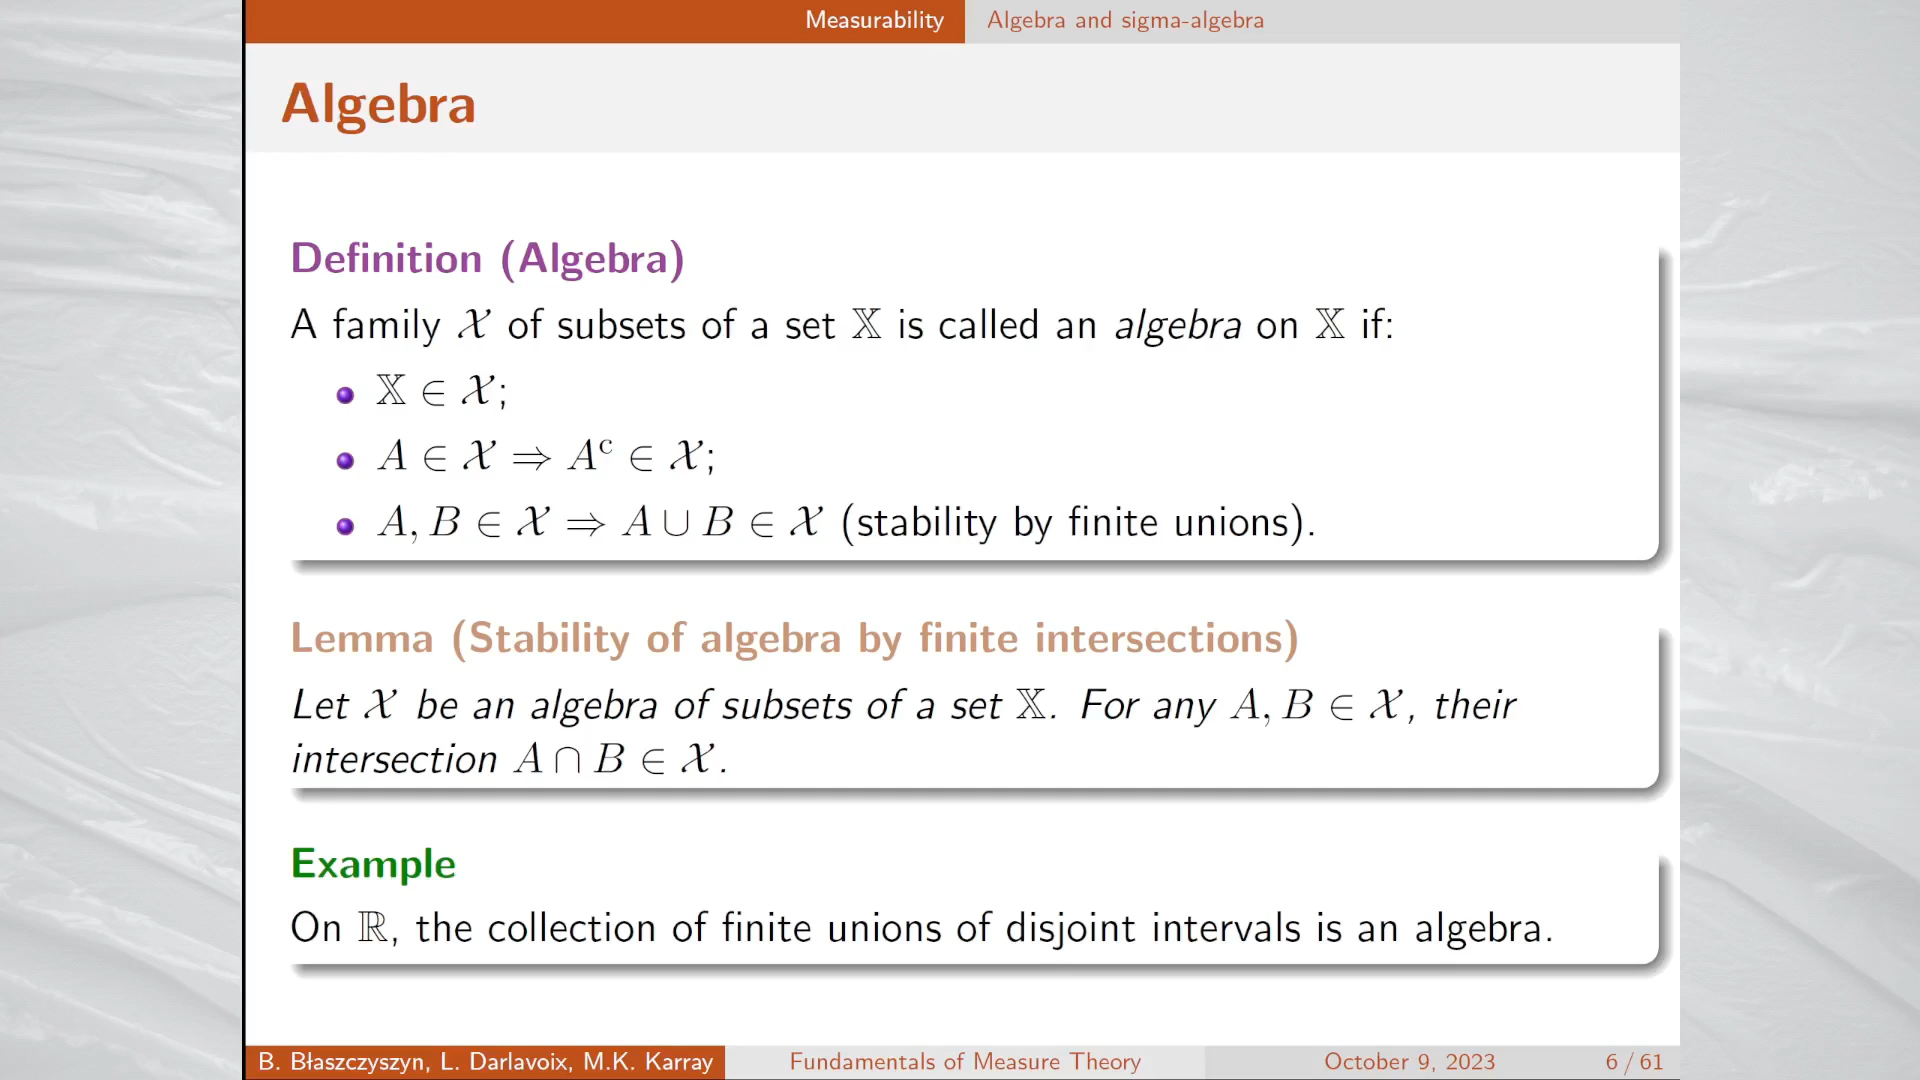 Measurability
Algebra and sigma-algebra
Algebra
Definition (Algebra)
A family 𝒳 of subsets of a set 𝕏 is called an algebra on 𝕏 if:
• 𝕏 ∈ 𝒳;
• A ∈ 𝒳 ⇒ Aᶜ ∈ 𝒳;
• A, B ∈ 𝒳 ⇒ A ∪ B ∈ 𝒳 (stability by finite unions).
Lemma (Stability of algebra by finite intersections)
Let 𝒳 be an algebra of subsets of a set 𝕏. For any A, B ∈ 𝒳, their
intersection A ∩ B ∈ 𝒳.
Example
On ℝ, the collection of finite unions of disjoint intervals is an algebra.
B. Błaszczyszyn, L. Darlavoix, M.K. Karray
Fundamentals of Measure Theory
October 9, 2023
6 / 61